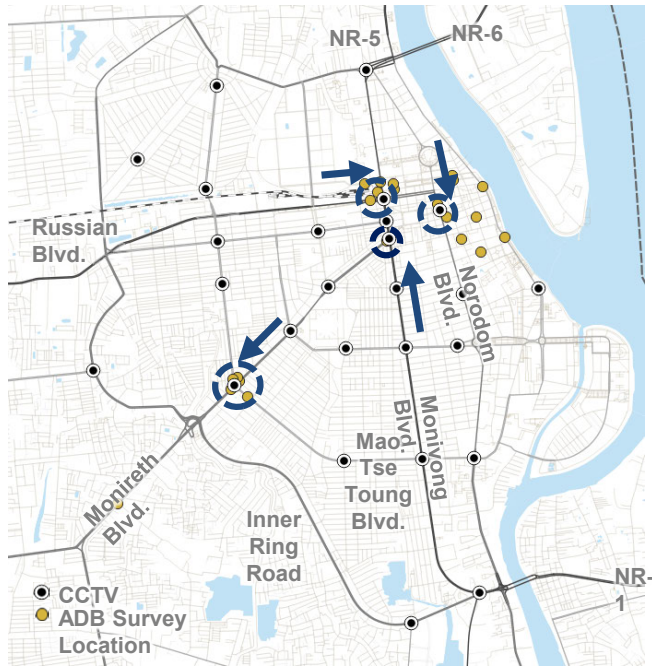 NR-5
NR-6
Russian
Blvd.
Norodom
Blvd.
Monivong
Blvd.
Mao
Tse
Toung
Blvd.
Monireth
Blvd.
Inner
Ring
Road
NR-
1
CCTV
ADB Survey
Location